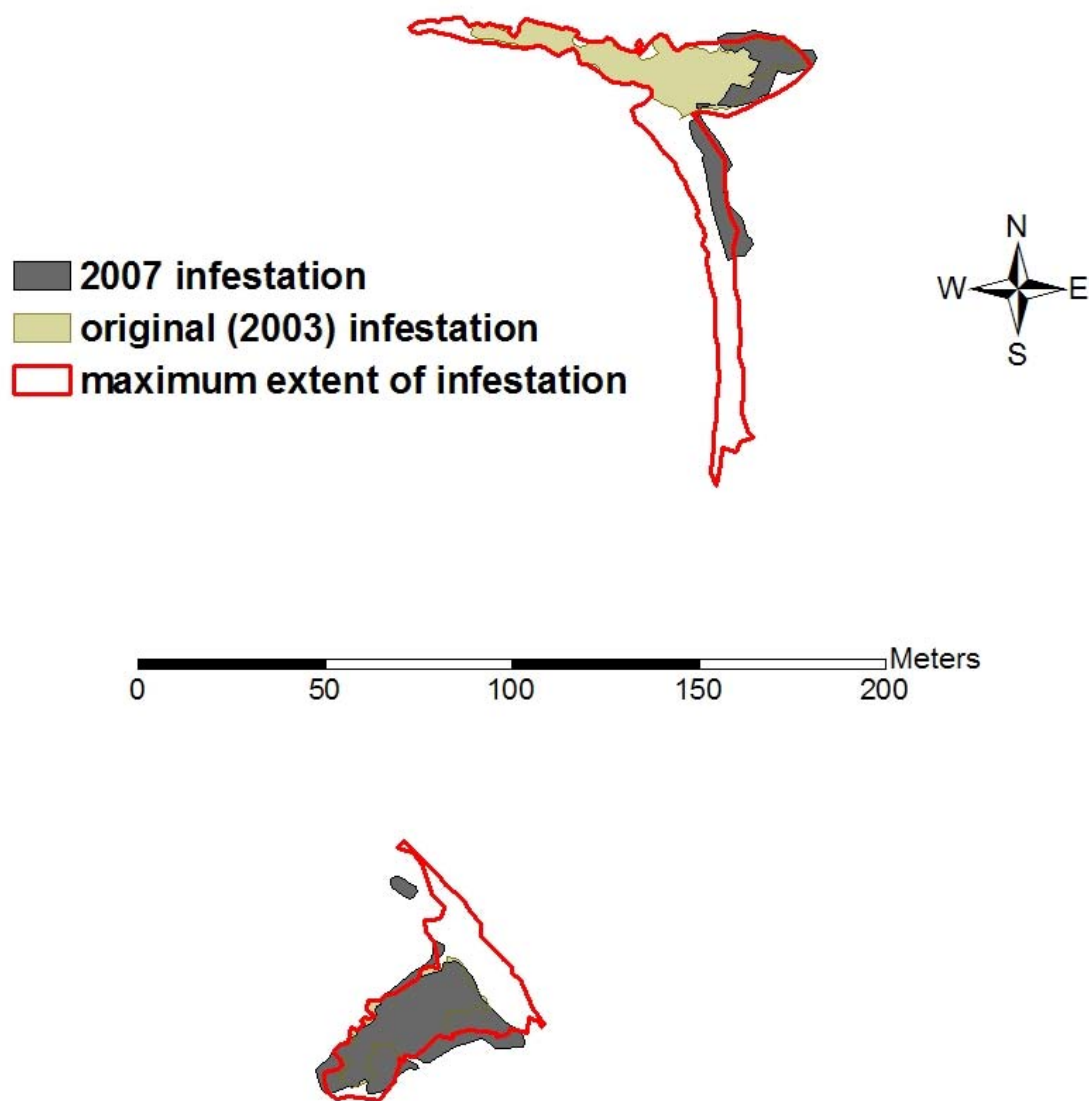 N
W E
S
2007 infestation
original (2003) infestation
maximum extent of infestation
Meters
0 50 100 150 200